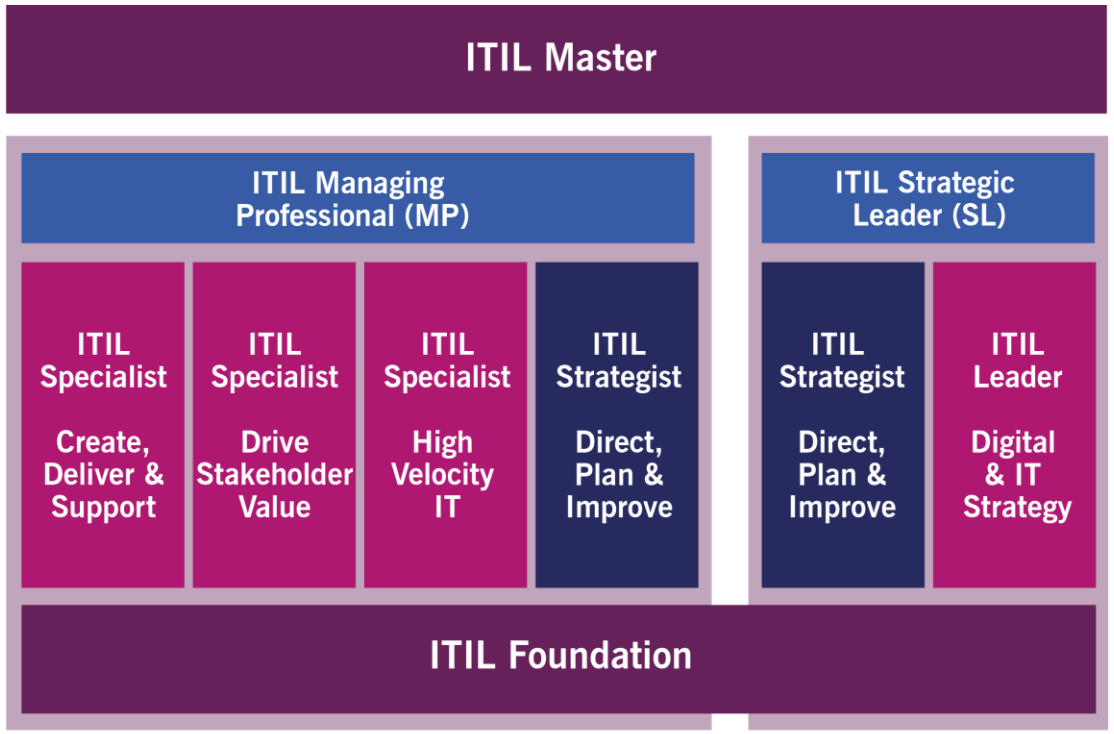 ITIL Master
ITIL Managing
Professional (MP)
ITIL Strategic
Leader (SL)
ITIL
Specialist
Create,
Deliver &
Support
ITIL
Specialist
Drive
Stakeholder
Value
ITIL
Specialist
High
Velocity
IT
ITIL
Strategist
Direct,
Plan &
Improve
ITIL
Strategist
Direct,
Plan &
Improve
ITIL
Leader
Digital
& IT
Strategy
ITIL Foundation